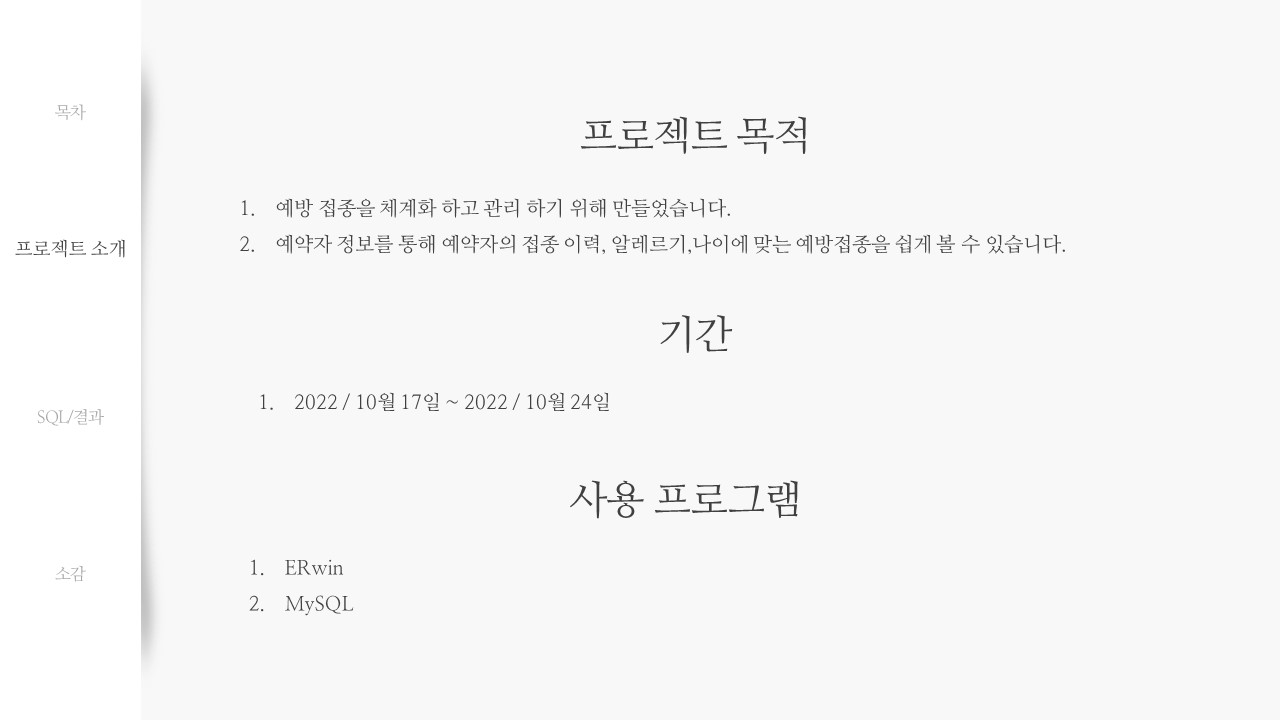 목차
프로젝트 소개
SQL/결과
소감
프로젝트 목적
1. 예방 접종을 체계화 하고 관리 하기 위해 만들었습니다.
2. 예약자 정보를 통해 예약자의 접종 이력, 알레르기,나이에 맞는 예방접종을 쉽게 볼 수 있습니다.
기간
1. 2022 / 10월 17일 ~ 2022 / 10월 24일
사용 프로그램
1. ERwin
2. MySQL